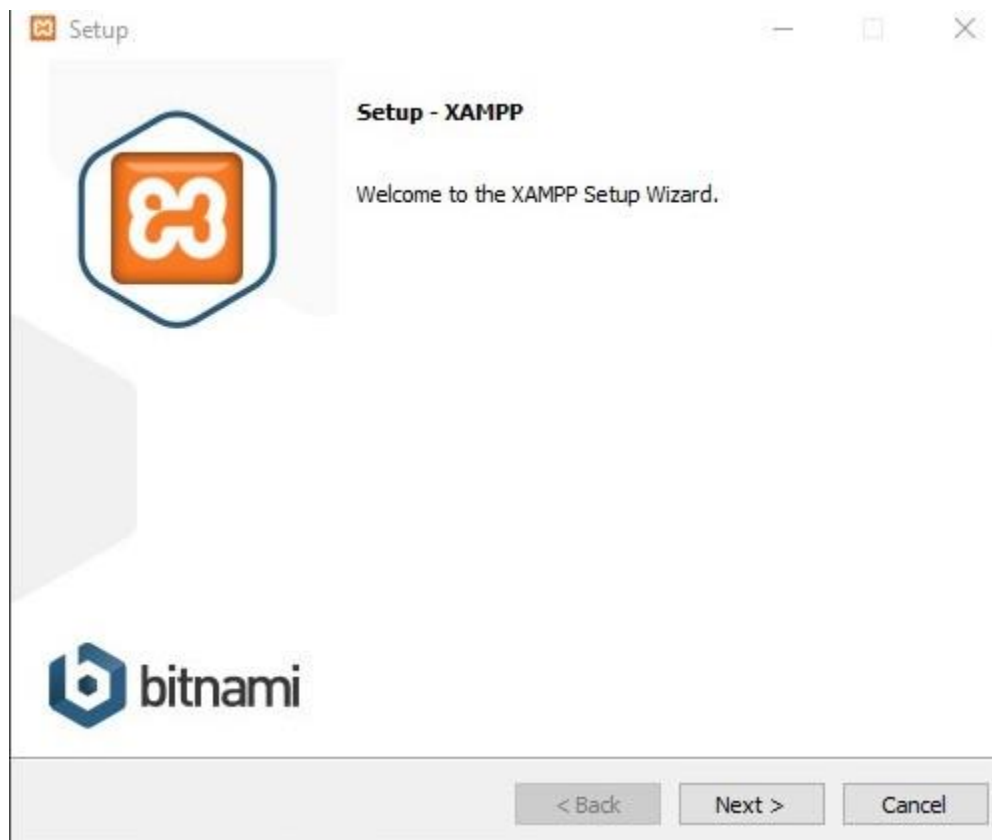 Setup
Setup - XAMPP
Welcome to the XAMPP Setup Wizard.
bitnami
< Back
Next >
Cancel